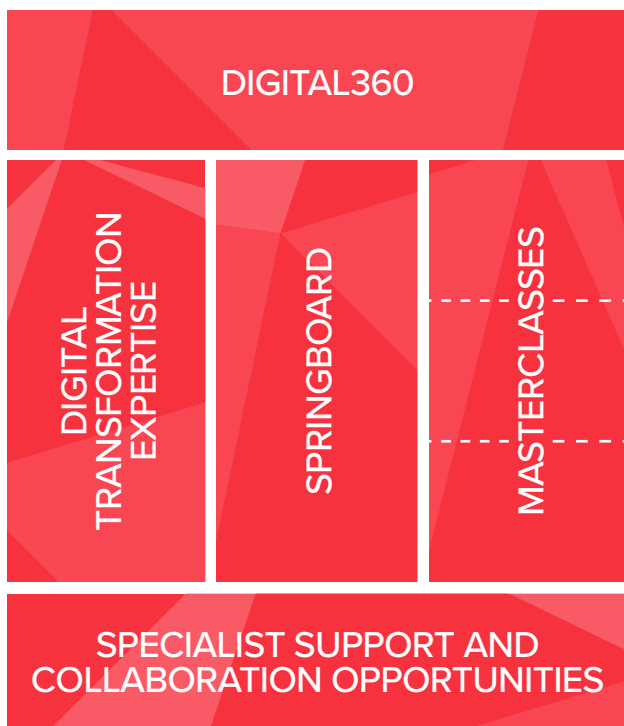 DIGITAL360
DIGITAL
TRANSFORMATION
EXPERTISE
SPRINGBOARD
MASTERCLASSES
SPECIALIST SUPPORT AND
COLLABORATION OPPORTUNITIES